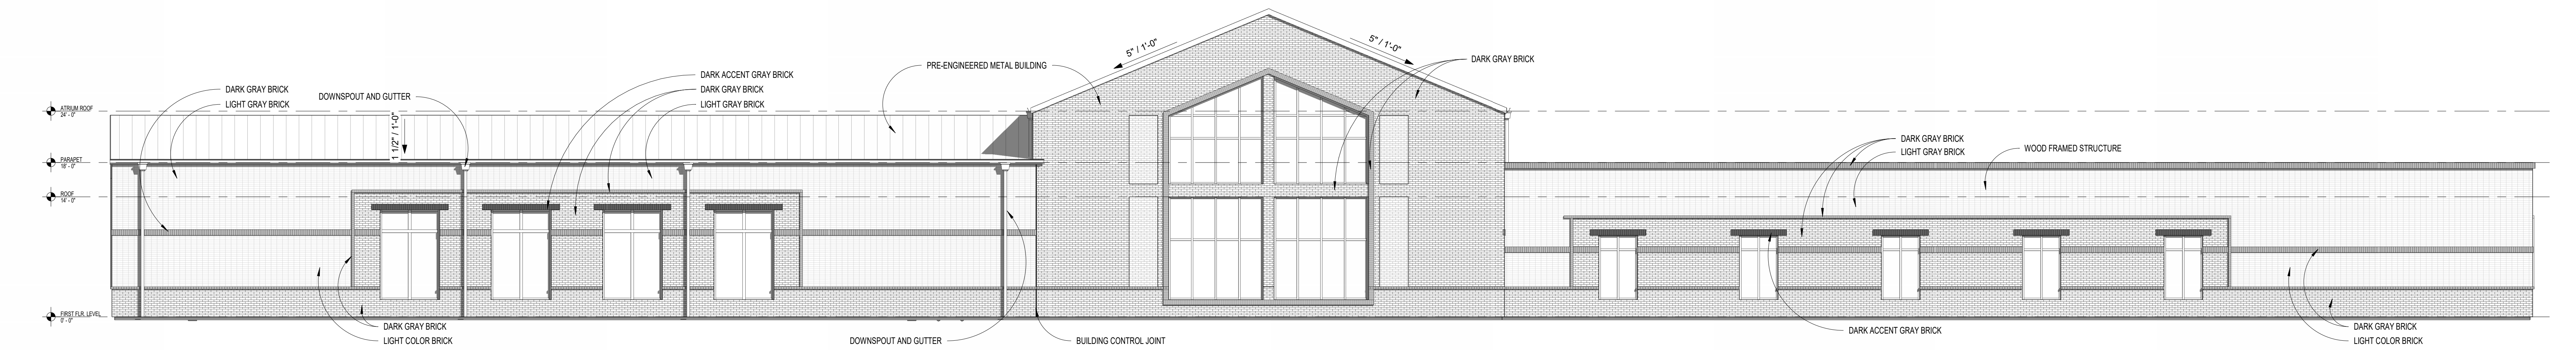 5" / 1'-0"
5" / 1'-0"
DARK GRAY BRICK
PRE-ENGINEERED METAL BUILDING
DARK ACCENT GRAY BRICK
DARK GRAY BRICK
LIGHT GRAY BRICK
DARK GRAY BRICK
LIGHT GRAY BRICK
DOWNSPOUT AND GUTTER
ATRIUM ROOF
24' - 0"
1 1/2" / 1'-0"
DARK GRAY BRICK
LIGHT GRAY BRICK
WOOD FRAMED STRUCTURE
PARAPET
18' - 0"
ROOF
14' - 0"
FIRST FLR. LEVEL
0' - 0"
DARK GRAY BRICK
LIGHT COLOR BRICK
DOWNSPOUT AND GUTTER
BUILDING CONTROL JOINT
DARK ACCENT GRAY BRICK
DARK GRAY BRICK
LIGHT COLOR BRICK